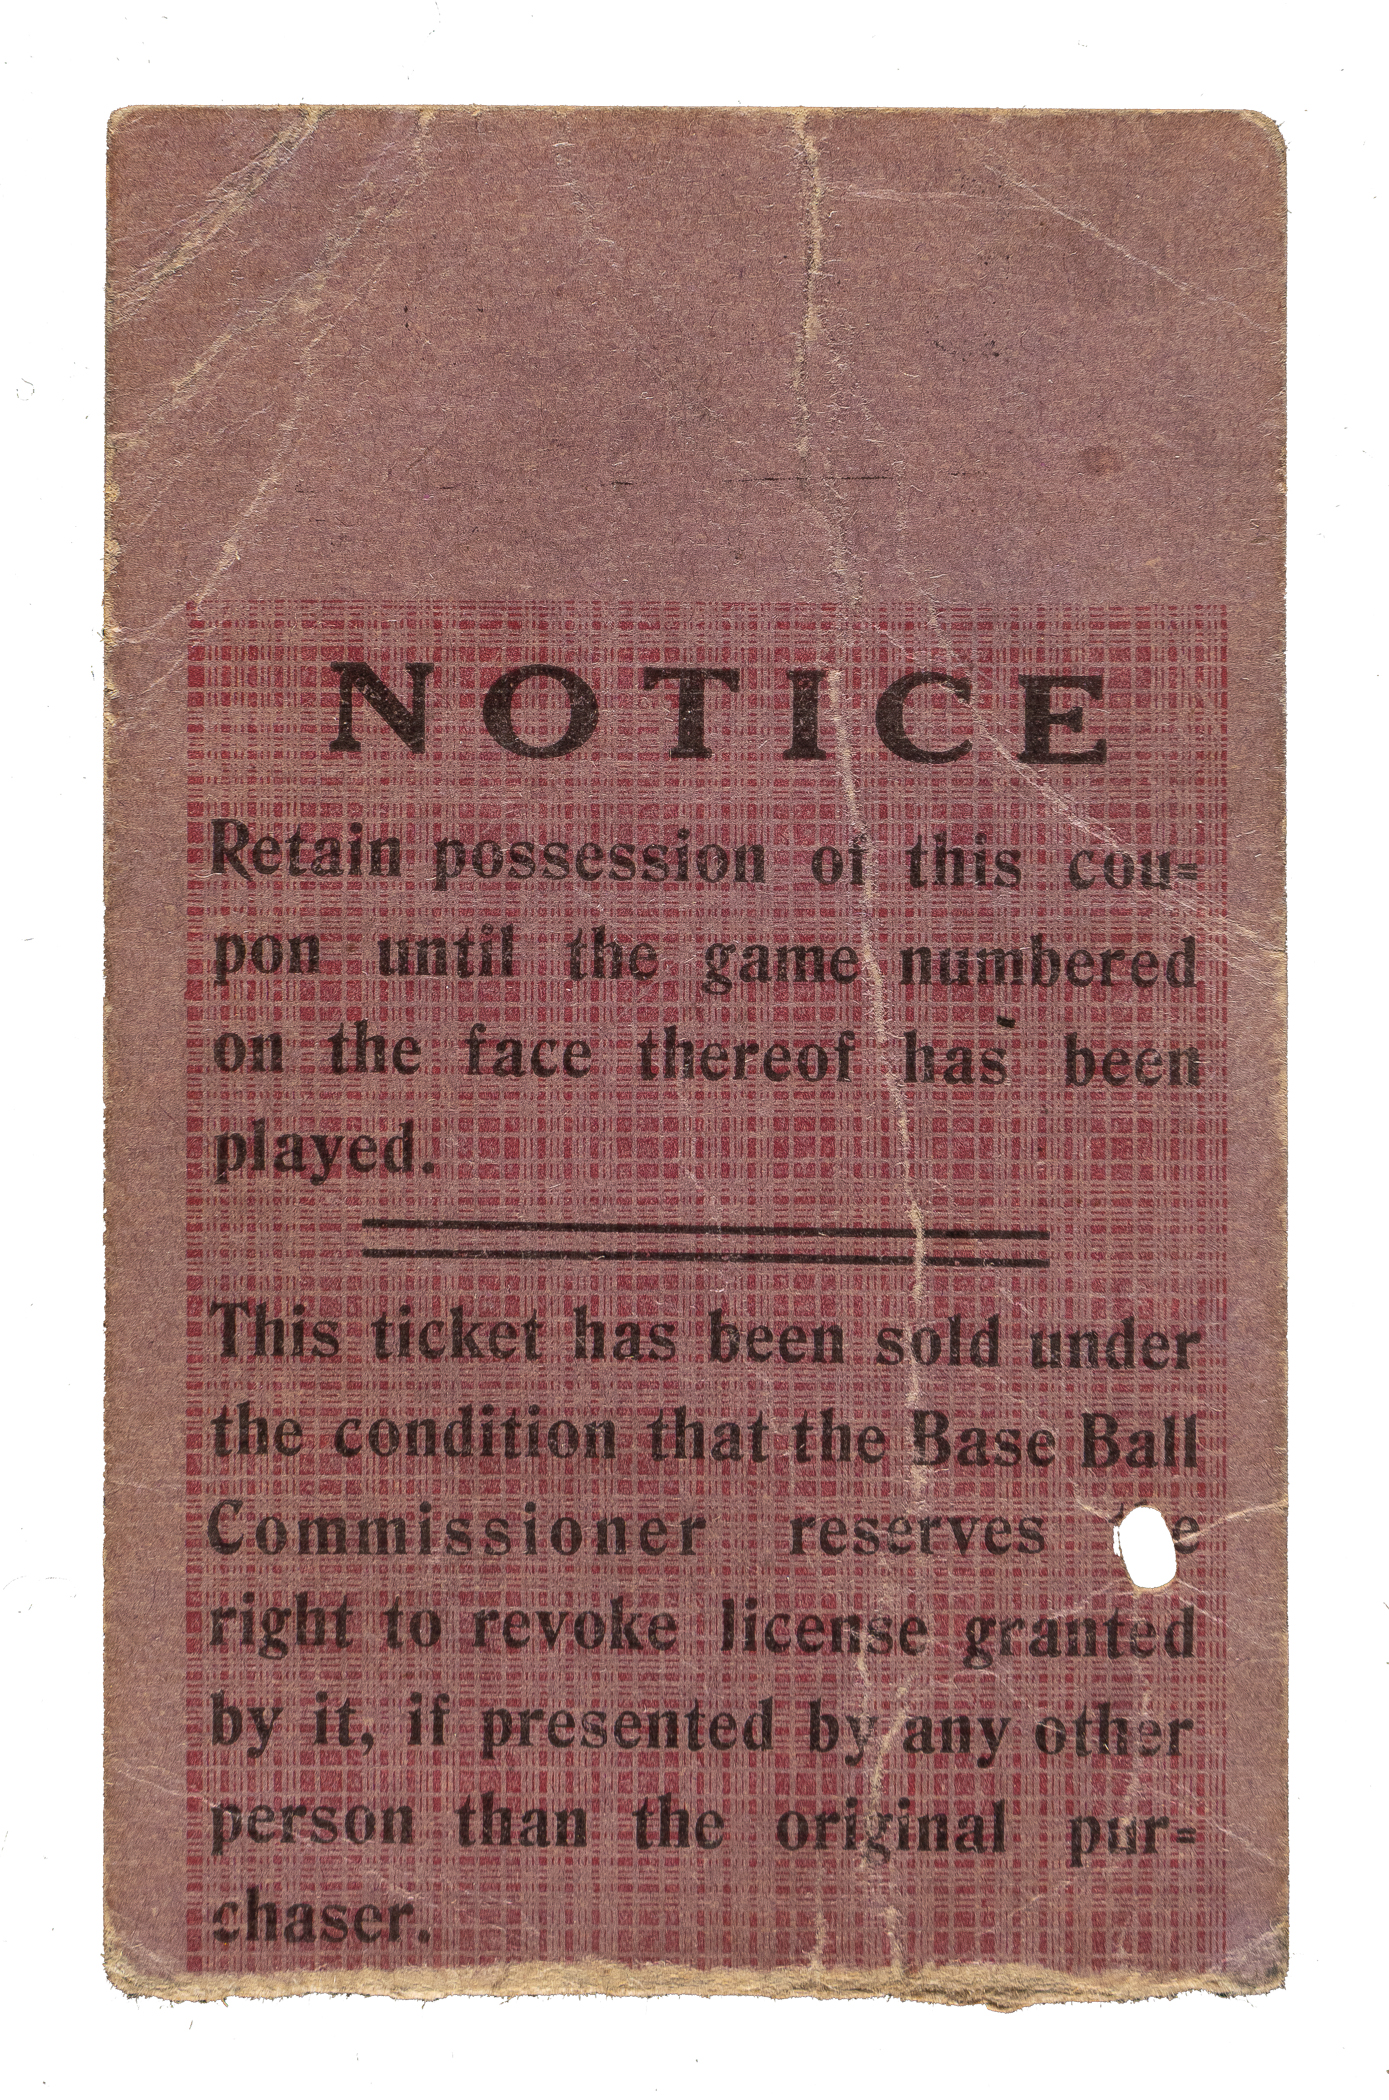 NOTICE
Retain possession of this cou=
pon until the game numbered
on the face thereof has been
played.
This ticket has been sold under
the condition that the Base Ball
Commissioner reserves
right to revoke license granted
by it, if presented by any other
person than the original pur=
chaser.